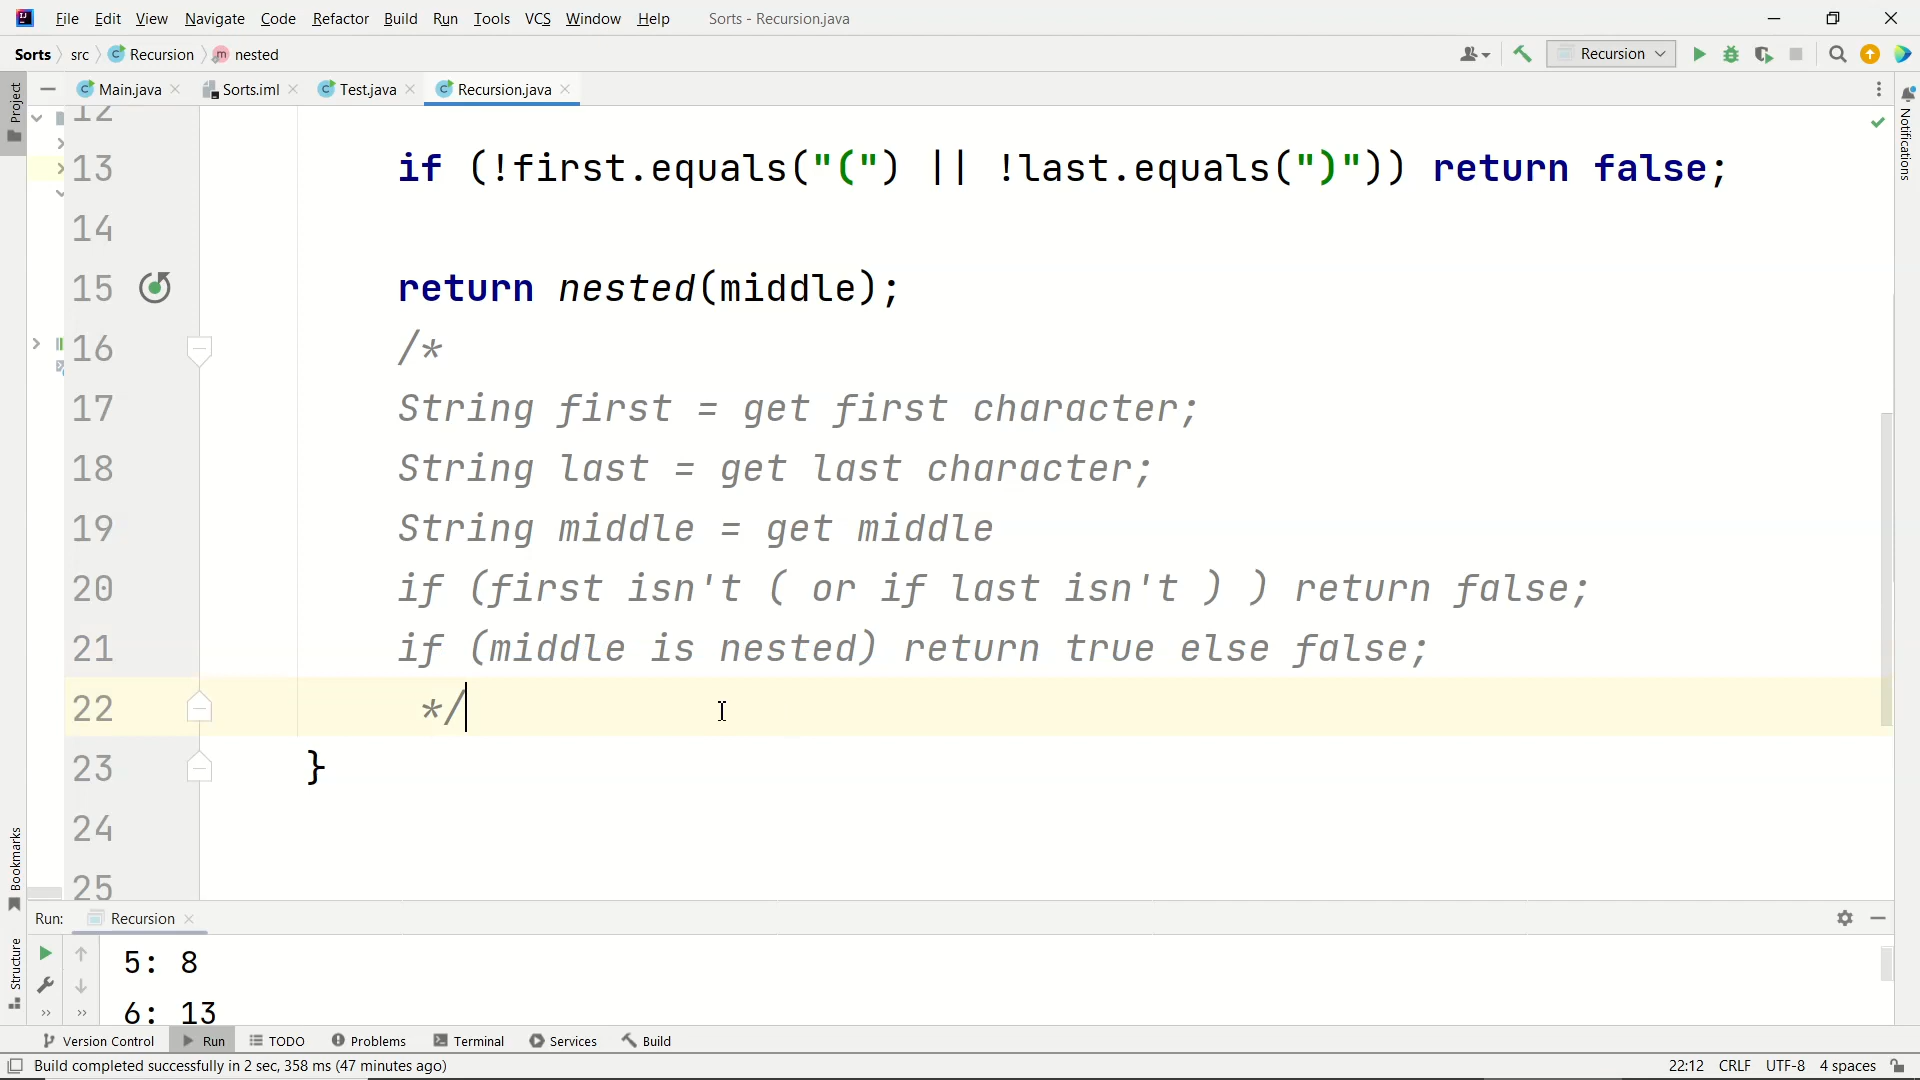 File Edit View Navigate Code Refactor Build Run Tools VCS Window Help Sorts - Recursion.java
Sorts src Recursion nested Recursion
Project Main.java Sorts.iml Test.java Recursion.java
Notifications
12
13 if (!first.equals("(") || !last.equals(")")) return false;
14
15 return nested(middle);
16 /*
17 String first = get first character;
18 String last = get last character;
19 String middle = get middle
20 if (first isn't ( or if last isn't ) ) return false;
21 if (middle is nested) return true else false;
22 */
23 }
24
25
Bookmarks
Run: Recursion
Structure
5: 8
6: 13
Version Control Run TODO Problems Terminal Services Build
Build completed successfully in 2 sec, 358 ms (47 minutes ago) 22:12 CRLF UTF-8 4 spaces